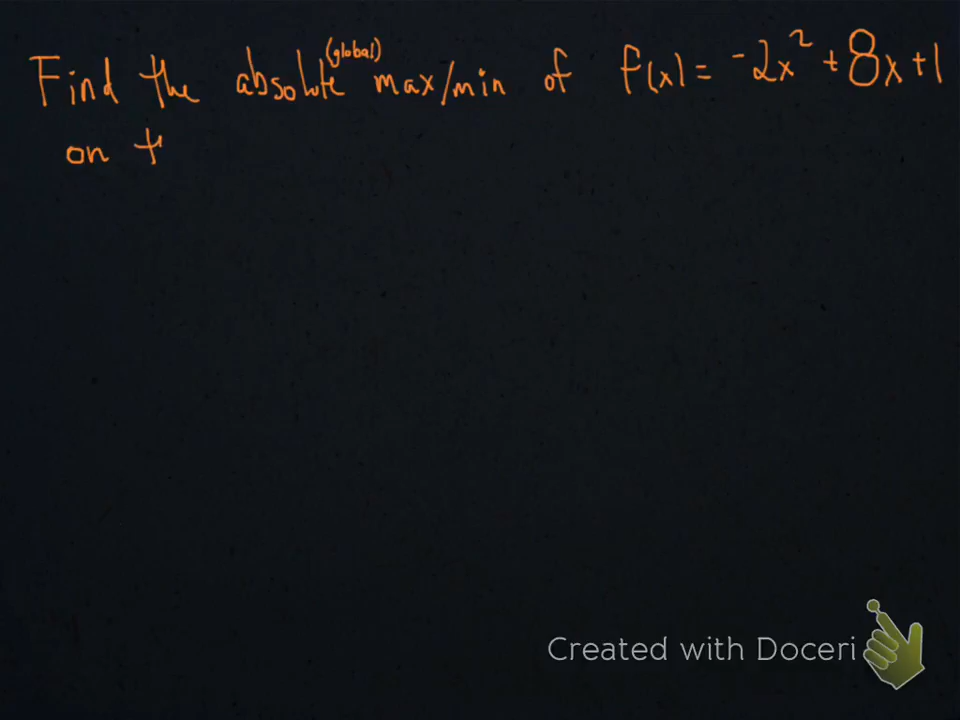 Find the absolute (global) max/min of f(x) = -2x² + 8x + 1
on t
Created with Doceri